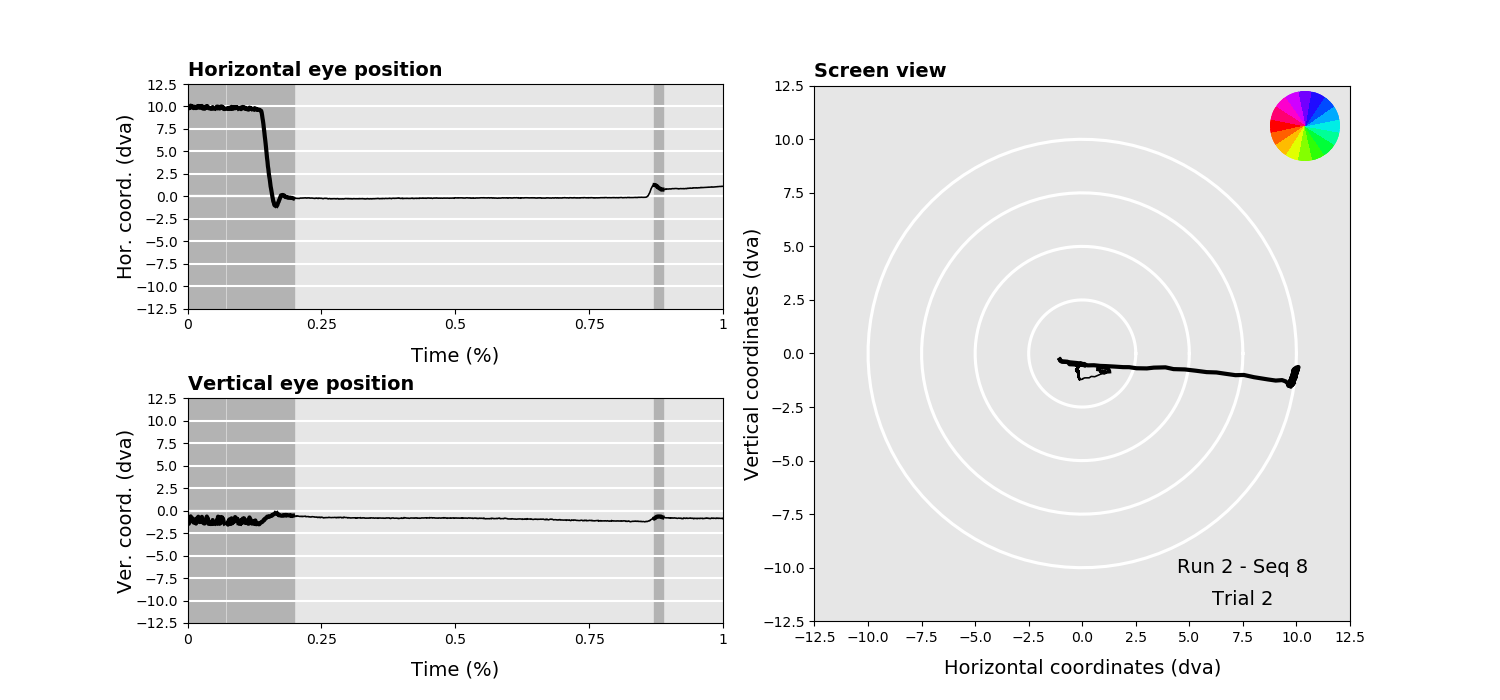 Horizontal eye position
Hor. coord. (dva)
12.5
10.0
7.5
5.0
2.5
0.0
−2.5
−5.0
−7.5
−10.0
−12.5
0 0.25 0.5 0.75 1
Time (%)
Vertical eye position
Ver. coord. (dva)
12.5
10.0
7.5
5.0
2.5
0.0
−2.5
−5.0
−7.5
−10.0
−12.5
0 0.25 0.5 0.75 1
Time (%)
Screen view
Vertical coordinates (dva)
12.5
10.0
7.5
5.0
2.5
0.0
−2.5
−5.0
−7.5
−10.0
−12.5
Run 2 - Seq 8
Trial 2
−12.5 −10.0 −7.5 −5.0 −2.5 0.0 2.5 5.0 7.5 10.0 12.5
Horizontal coordinates (dva)